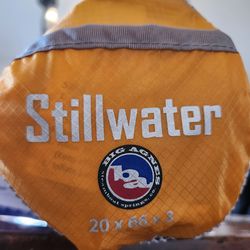 Stillwater
BIG AGNES
ba
steamboat springs, co
20 x 66 x 3